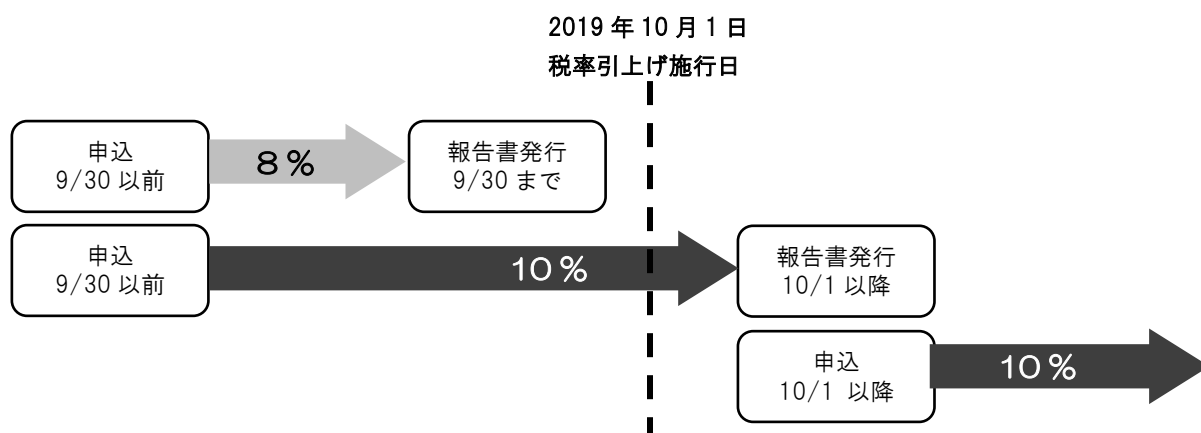 2019 年 10 月 1 日
税率引上げ施行日
申込
9/30 以前
8%
報告書発行
9/30 まで
申込
9/30 以前
10%
報告書発行
10/1 以降
申込
10/1 以降
10%